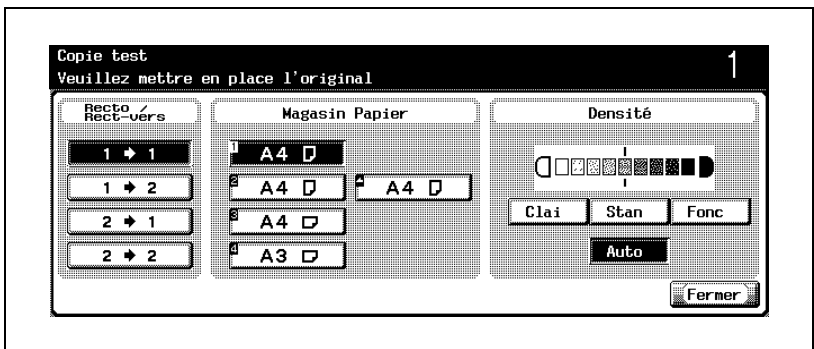 Copie test
Veuillez mettre en place l'original
1
Recto /
Rect-vers
1 → 1
1 → 2
2 → 1
2 → 2
Magasin Papier
1 A4
2 A4
A4
3 A4
4 A3
Densité
Clai Stan Fonc
Auto
Fermer